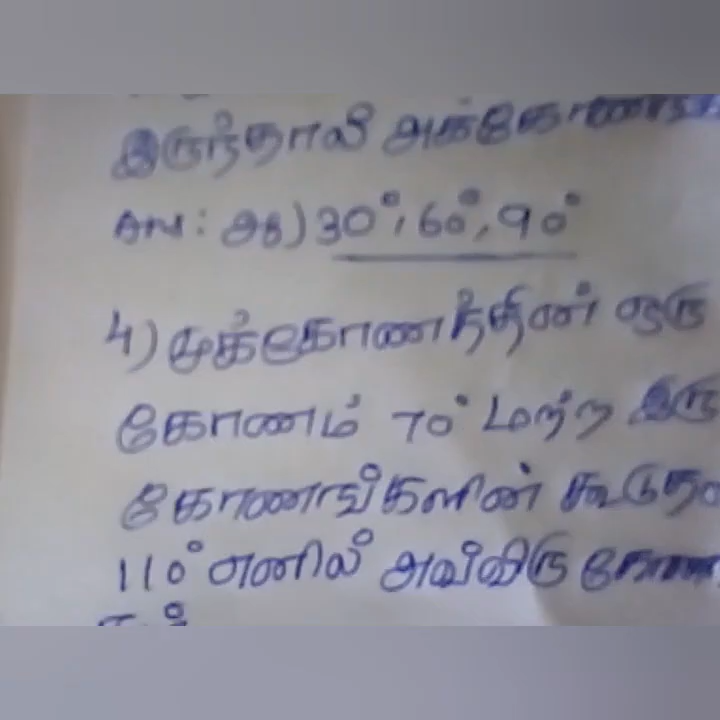 இருந்தால் அக்கோண
Ans: ஆ) 30°, 60°, 90°
4) முக்கோணத்தின் ஒரு
கோணம் 70° மற்ற இரு
கோணங்களின் கூடுதல்
110° எனில் அவ்விரு கோண